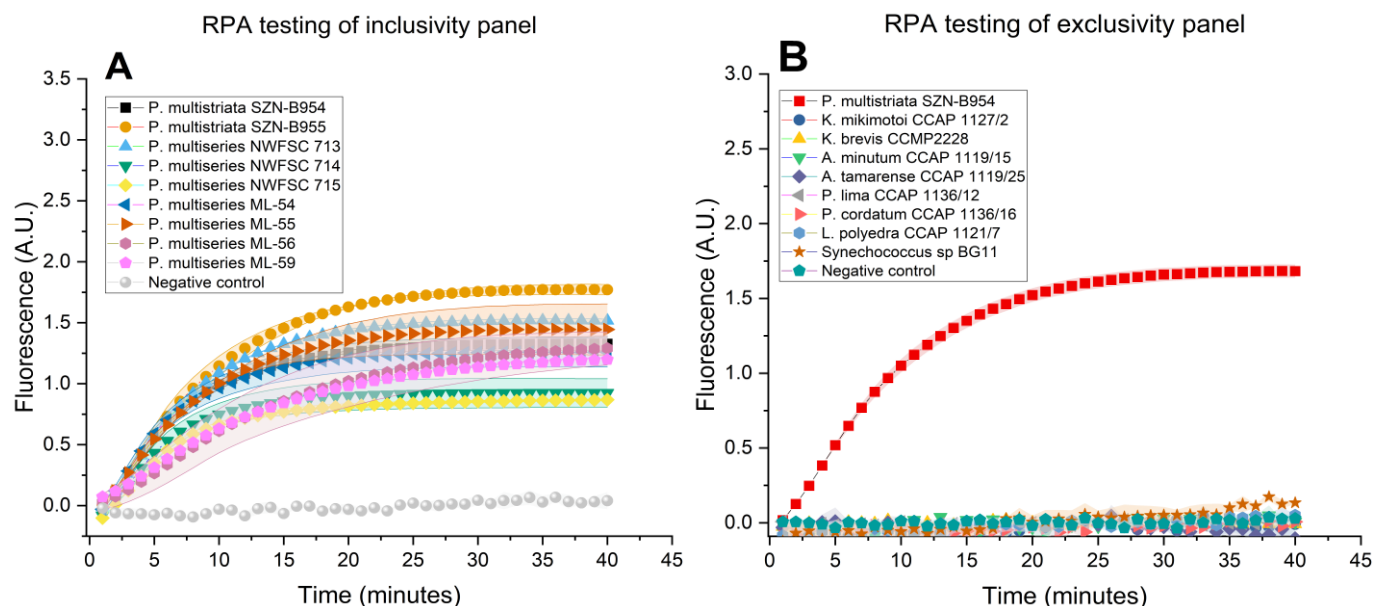 RPA testing of inclusivity panel
A
3.5
3.0
2.5
2.0
1.5
1.0
0.5
0.0
Fluorescence (A.U.)
P. multistriata SZN-B954
P. multistriata SZN-B955
P. multiseries NWFSC 713
P. multiseries NWFSC 714
P. multiseries NWFSC 715
P. multiseries ML-54
P. multiseries ML-55
P. multiseries ML-56
P. multiseries ML-59
Negative control
0 5 10 15 20 25 30 35 40 45
Time (minutes)
RPA testing of exclusivity panel
B
3.0
2.5
2.0
1.5
1.0
0.5
0.0
Fluorescence (A.U.)
P. multistriata SZN-B954
K. mikimotoi CCAP 1127/2
K. brevis CCMP2228
A. minutum CCAP 1119/15
A. tamarense CCAP 1119/25
P. lima CCAP 1136/12
P. cordatum CCAP 1136/16
L. polyedra CCAP 1121/7
Synechococcus sp BG11
Negative control
0 5 10 15 20 25 30 35 40 45
Time (minutes)